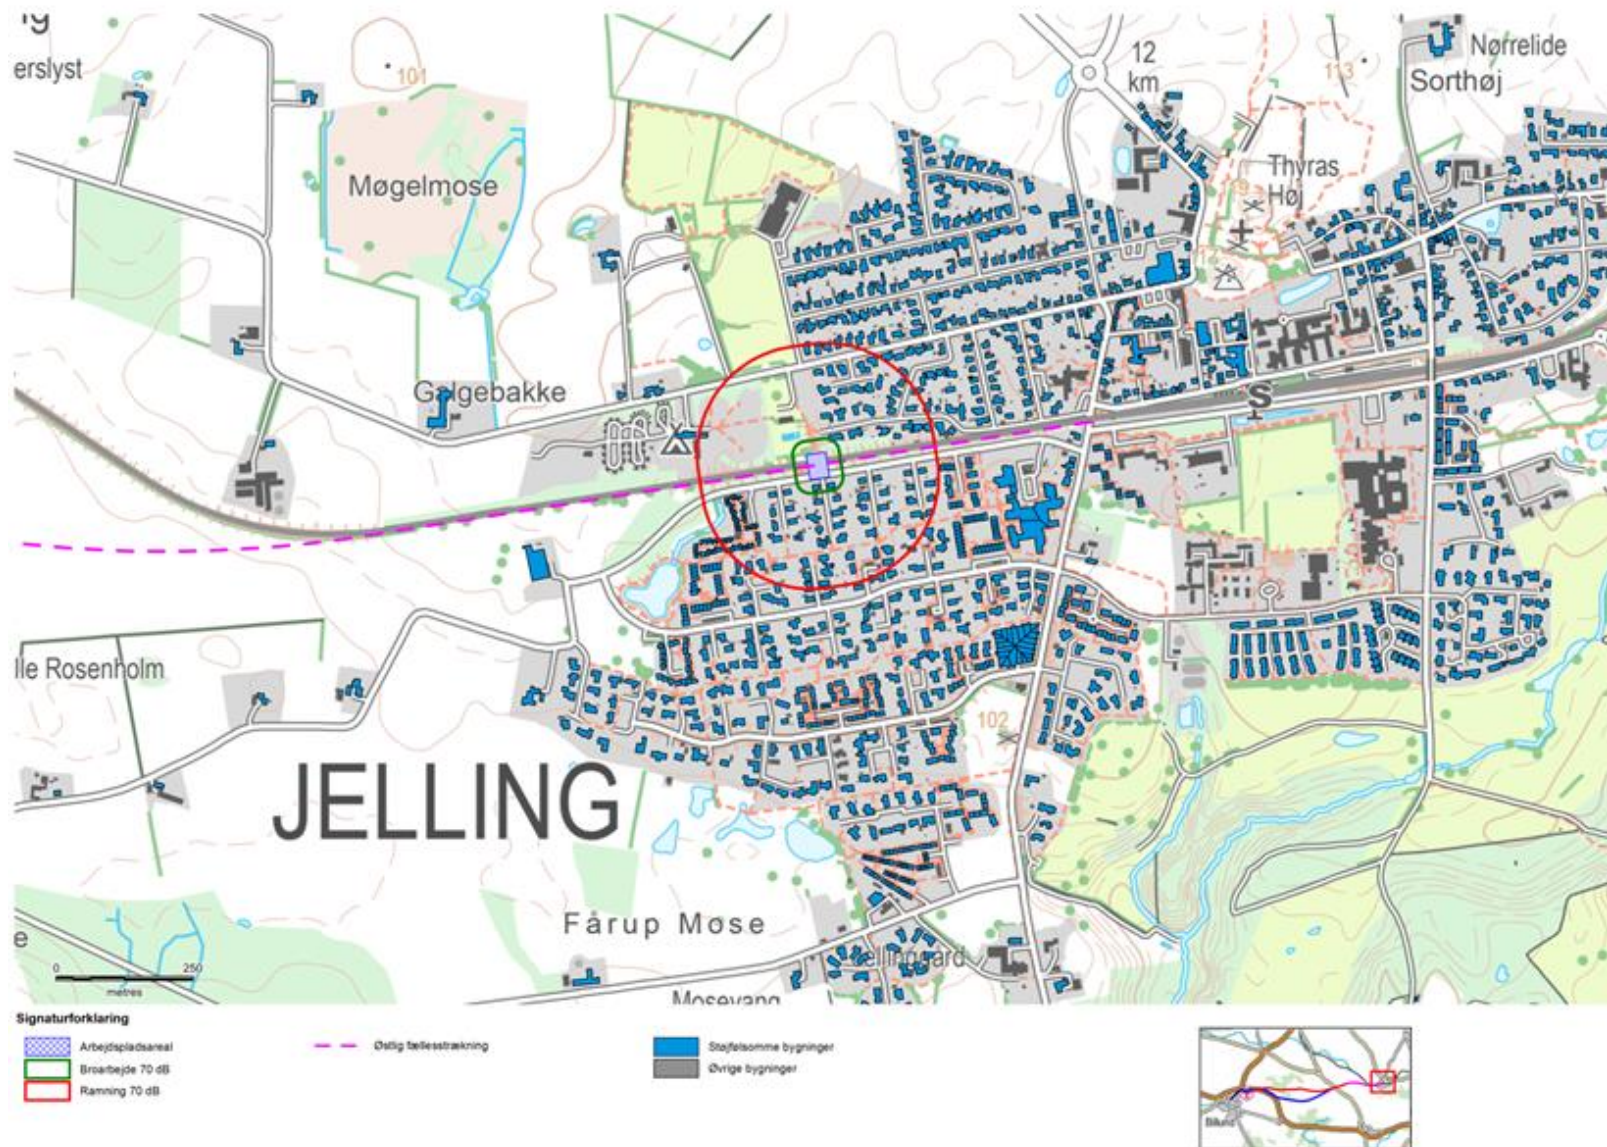 erslyst
101
Møgelmose
12
km
113
Nørrelide
Sorthøj
Thyras
Høj
Galgebakke
S
lle Rosenholm
102
JELLING
Fårup Mose
e
0 250
metres
Mosevang
Signaturforklaring
Arbejdspladsareal
Broarbejde 70 dB
Ramning 70 dB
Østlig fællesstrækning
Støjfølsomme bygninger
Øvrige bygninger
Billund